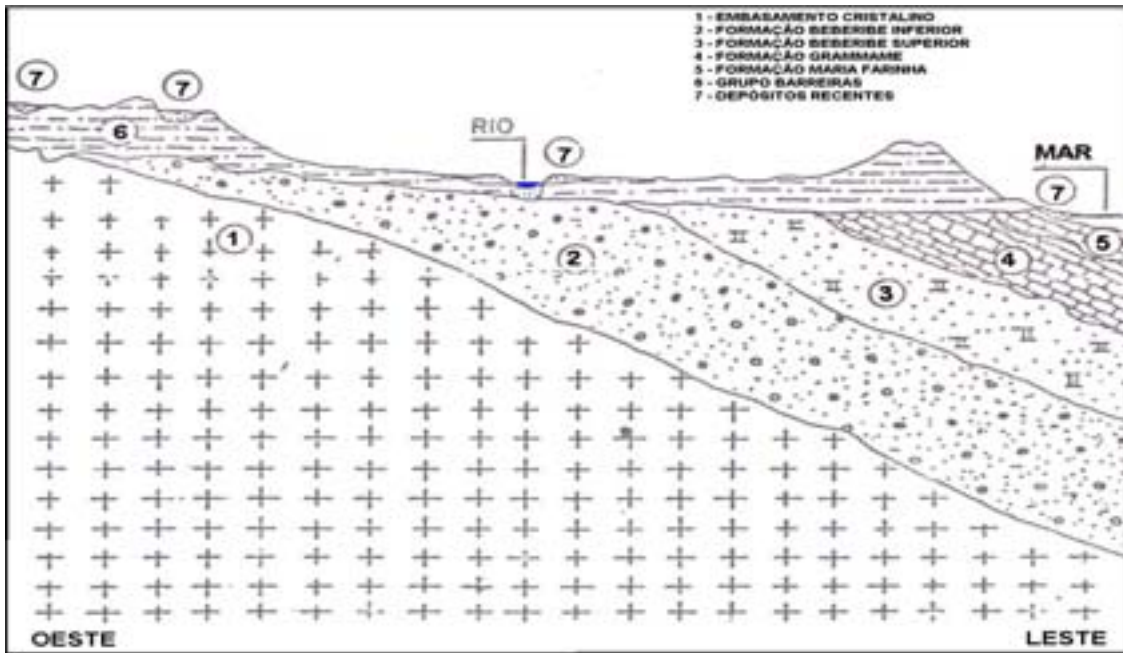 1 - EMBASAMENTO CRISTALINO
2 - FORMAÇÃO BEBERIBE INFERIOR
3 - FORMAÇÃO BEBERIBE SUPERIOR
4 - FORMAÇÃO GRAMMAME
5 - FORMAÇÃO MARIA FARINHA
6 - GRUPO BARREIRAS
7 - DEPÓSITOS RECENTES
7
7
6
RIO
7
MAR
7
1
2
3
4
5
OESTE
LESTE